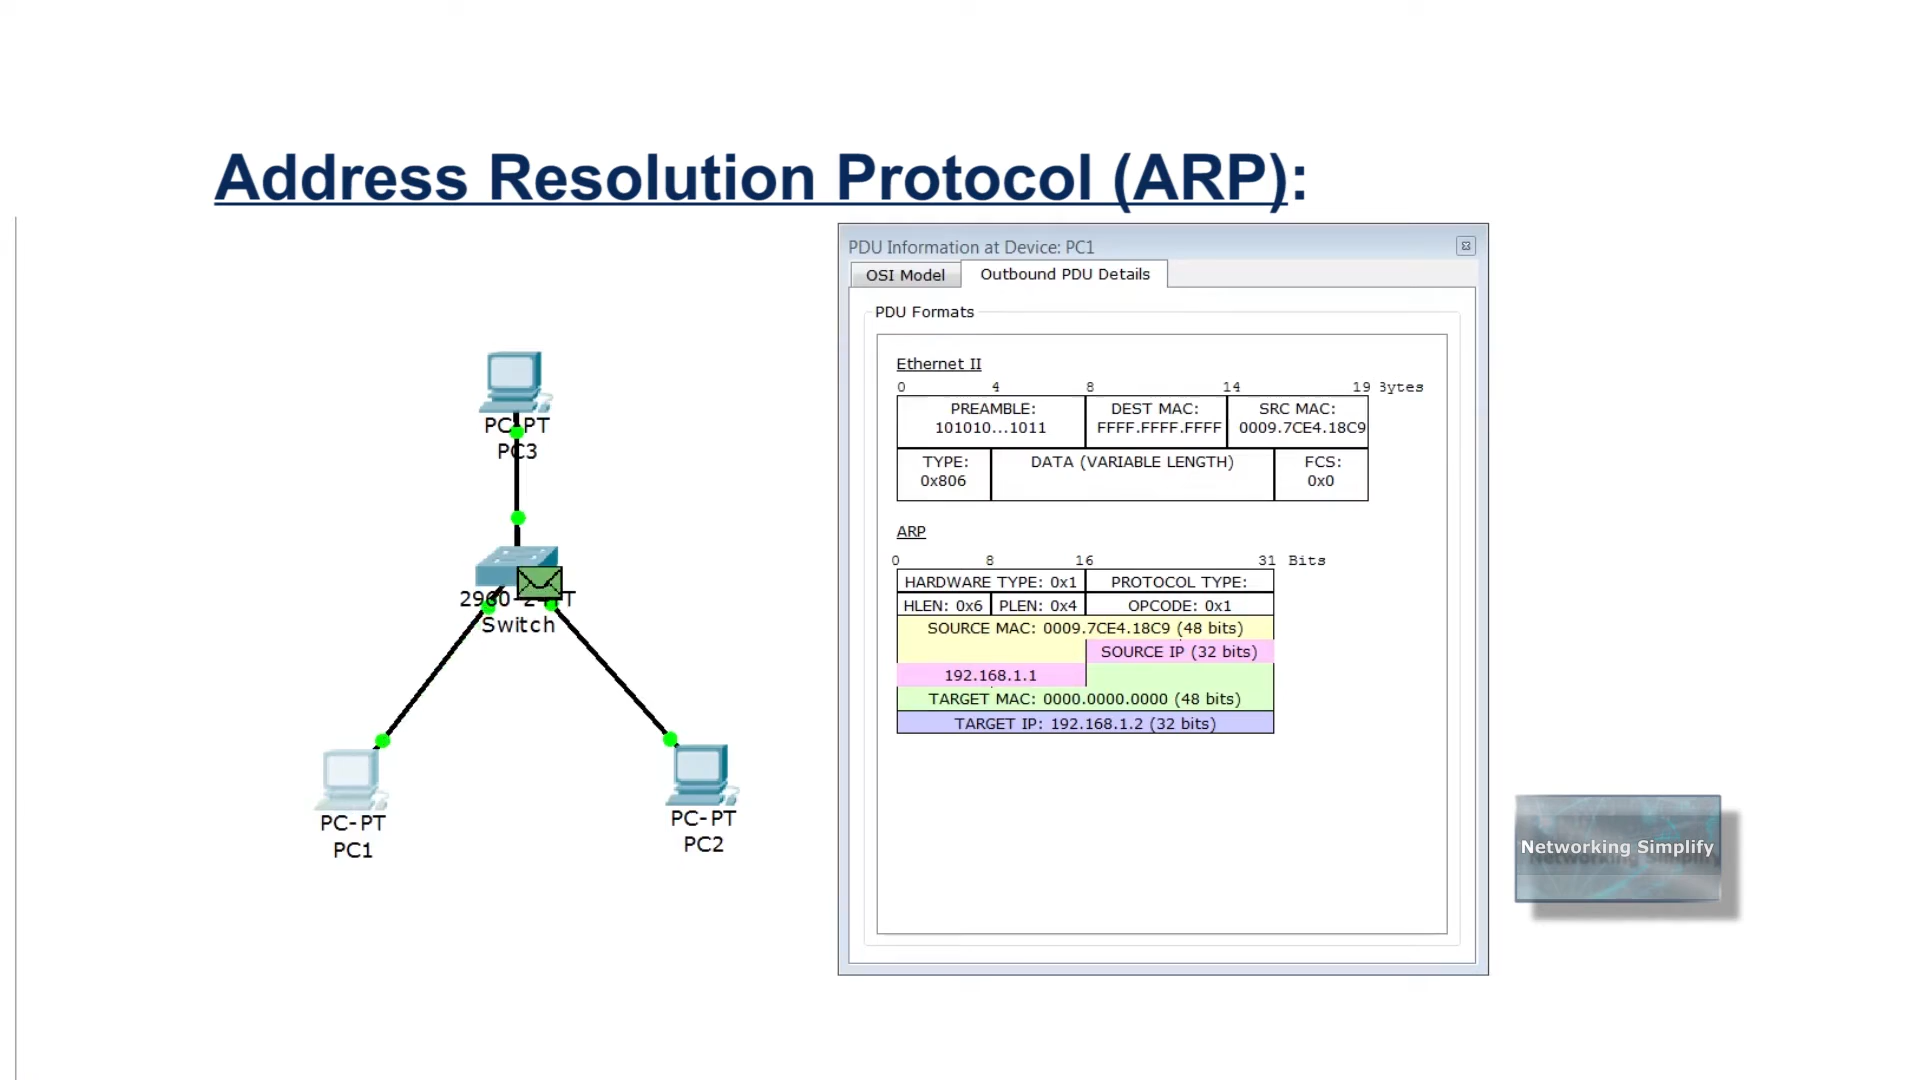 Address Resolution Protocol (ARP):
PDU Information at Device: PC1
OSI Model Outbound PDU Details
PDU Formats
Ethernet II
0 4 8 14 19 Bytes
PREAMBLE: DEST MAC: SRC MAC:
101010...1011 FFFF.FFFF.FFFF 0009.7CE4.18C9
TYPE: DATA (VARIABLE LENGTH) FCS:
0x806 0x0
ARP
0 8 16 31 Bits
HARDWARE TYPE: 0x1 PROTOCOL TYPE:
HLEN: 0x6 PLEN: 0x4 OPCODE: 0x1
SOURCE MAC: 0009.7CE4.18C9 (48 bits)
SOURCE IP (32 bits)
192.168.1.1
TARGET MAC: 0000.0000.0000 (48 bits)
TARGET IP: 192.168.1.2 (32 bits)
PC-PT
PC3
Switch
PC-PT
PC1
PC-PT
PC2
Networking Simplify